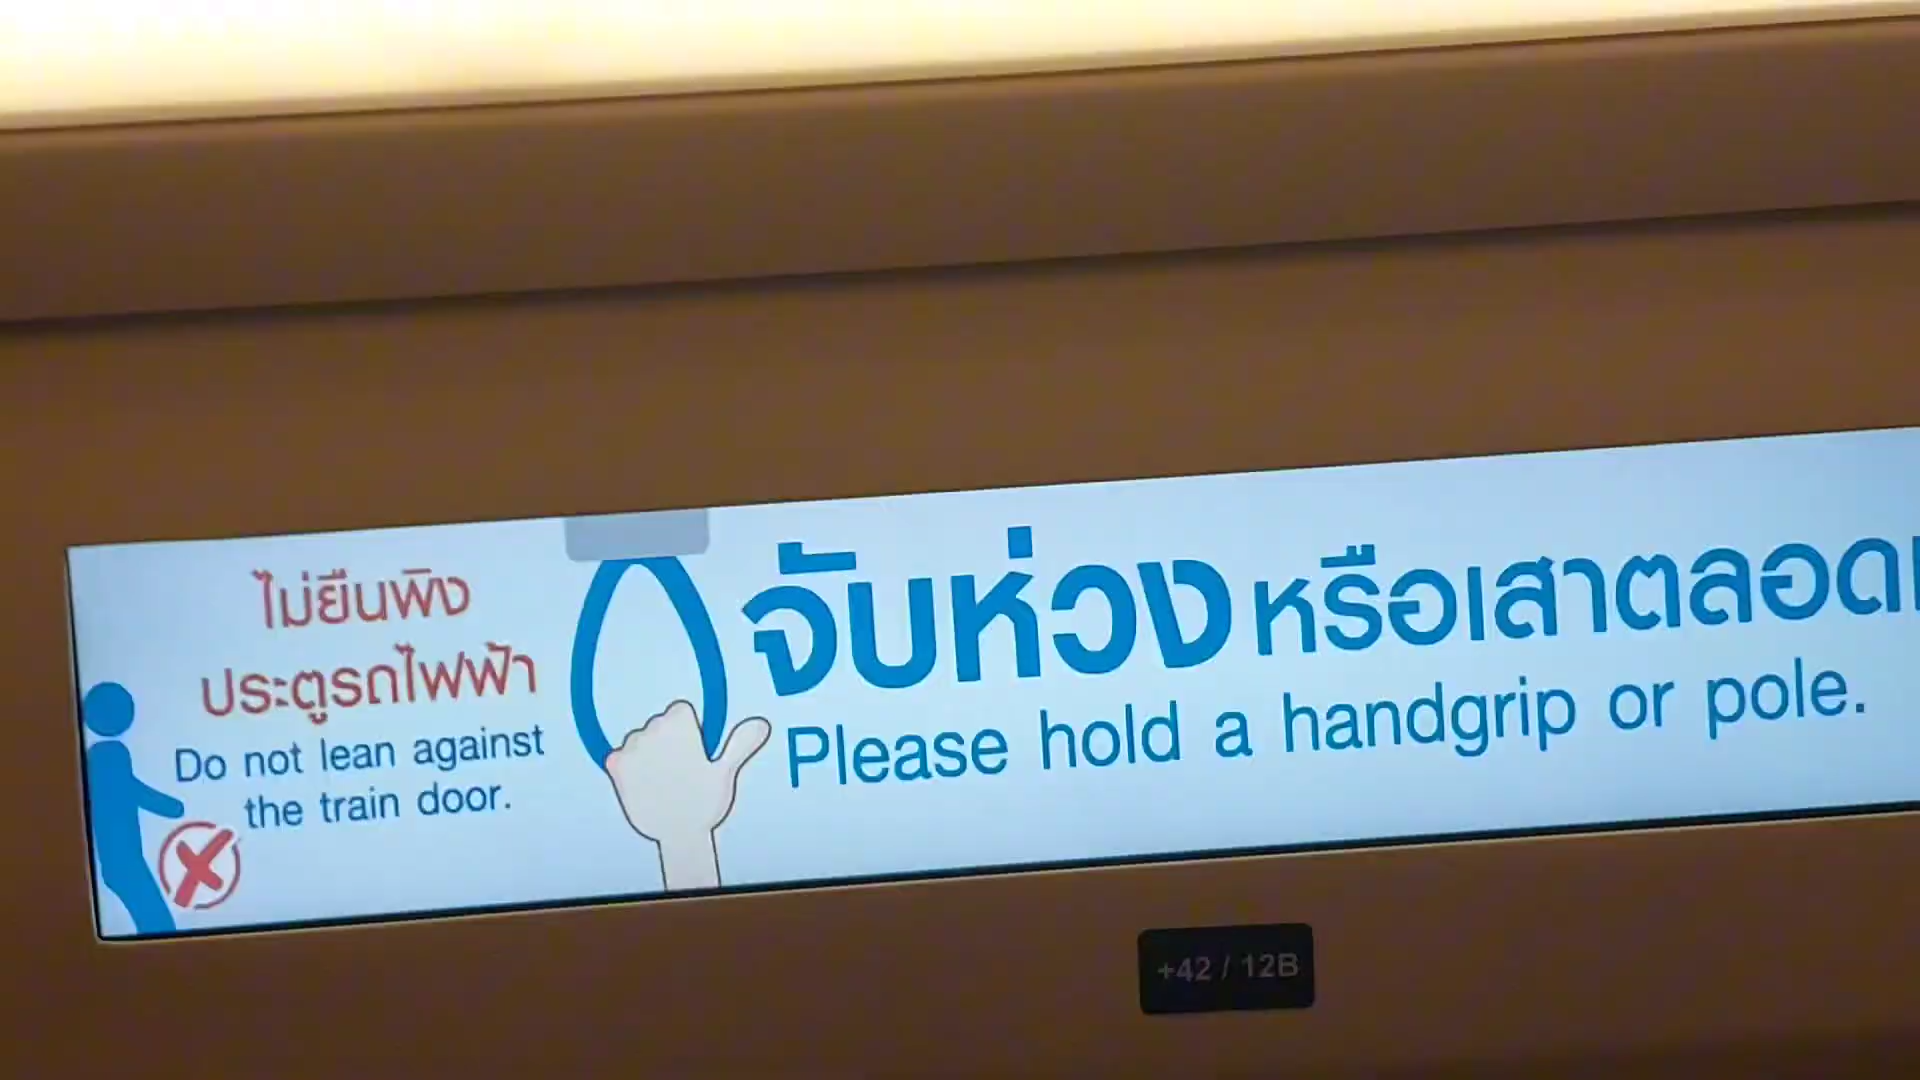 ไม่ยืนพิง
ประตูรถไฟฟ้า
Do not lean against
the train door.
จับห่วงหรือเสาตลอด
Please hold a handgrip or pole.
+42 / 12B